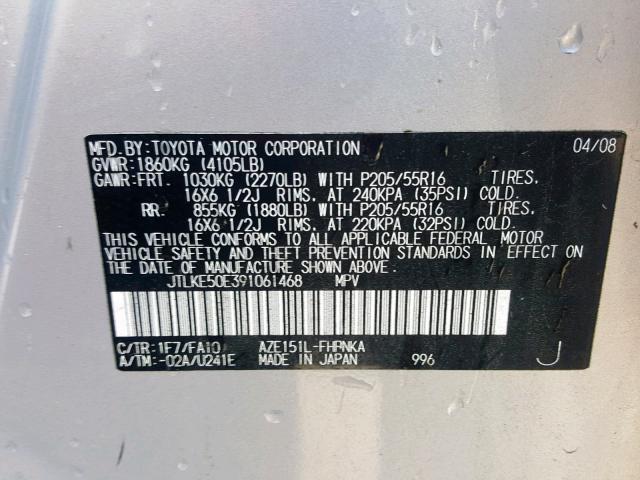 MFD.BY:TOYOTA MOTOR CORPORATION 04/08
GVWR:1860KG (4105LB)
GAWR:FRT. 1030KG (2270LB) WITH P205/55R16 TIRES,
16X6 1/2J RIMS, AT 240KPA (35PSI) COLD.
RR. 855KG (1880LB) WITH P205/55R16 TIRES,
16X6 1/2J RIMS, AT 220KPA (32PSI) COLD.
THIS VEHICLE CONFORMS TO ALL APPLICABLE FEDERAL MOTOR
VEHICLE SAFETY AND THEFT PREVENTION STANDARDS IN EFFECT ON
THE DATE OF MANUFACTURE SHOWN ABOVE.
JTLKE50E391061468 MPV
C/TR:1F7/FA10 AZE151L-FHPNKA
A/TM:-02A/U241E MADE IN JAPAN 996 J